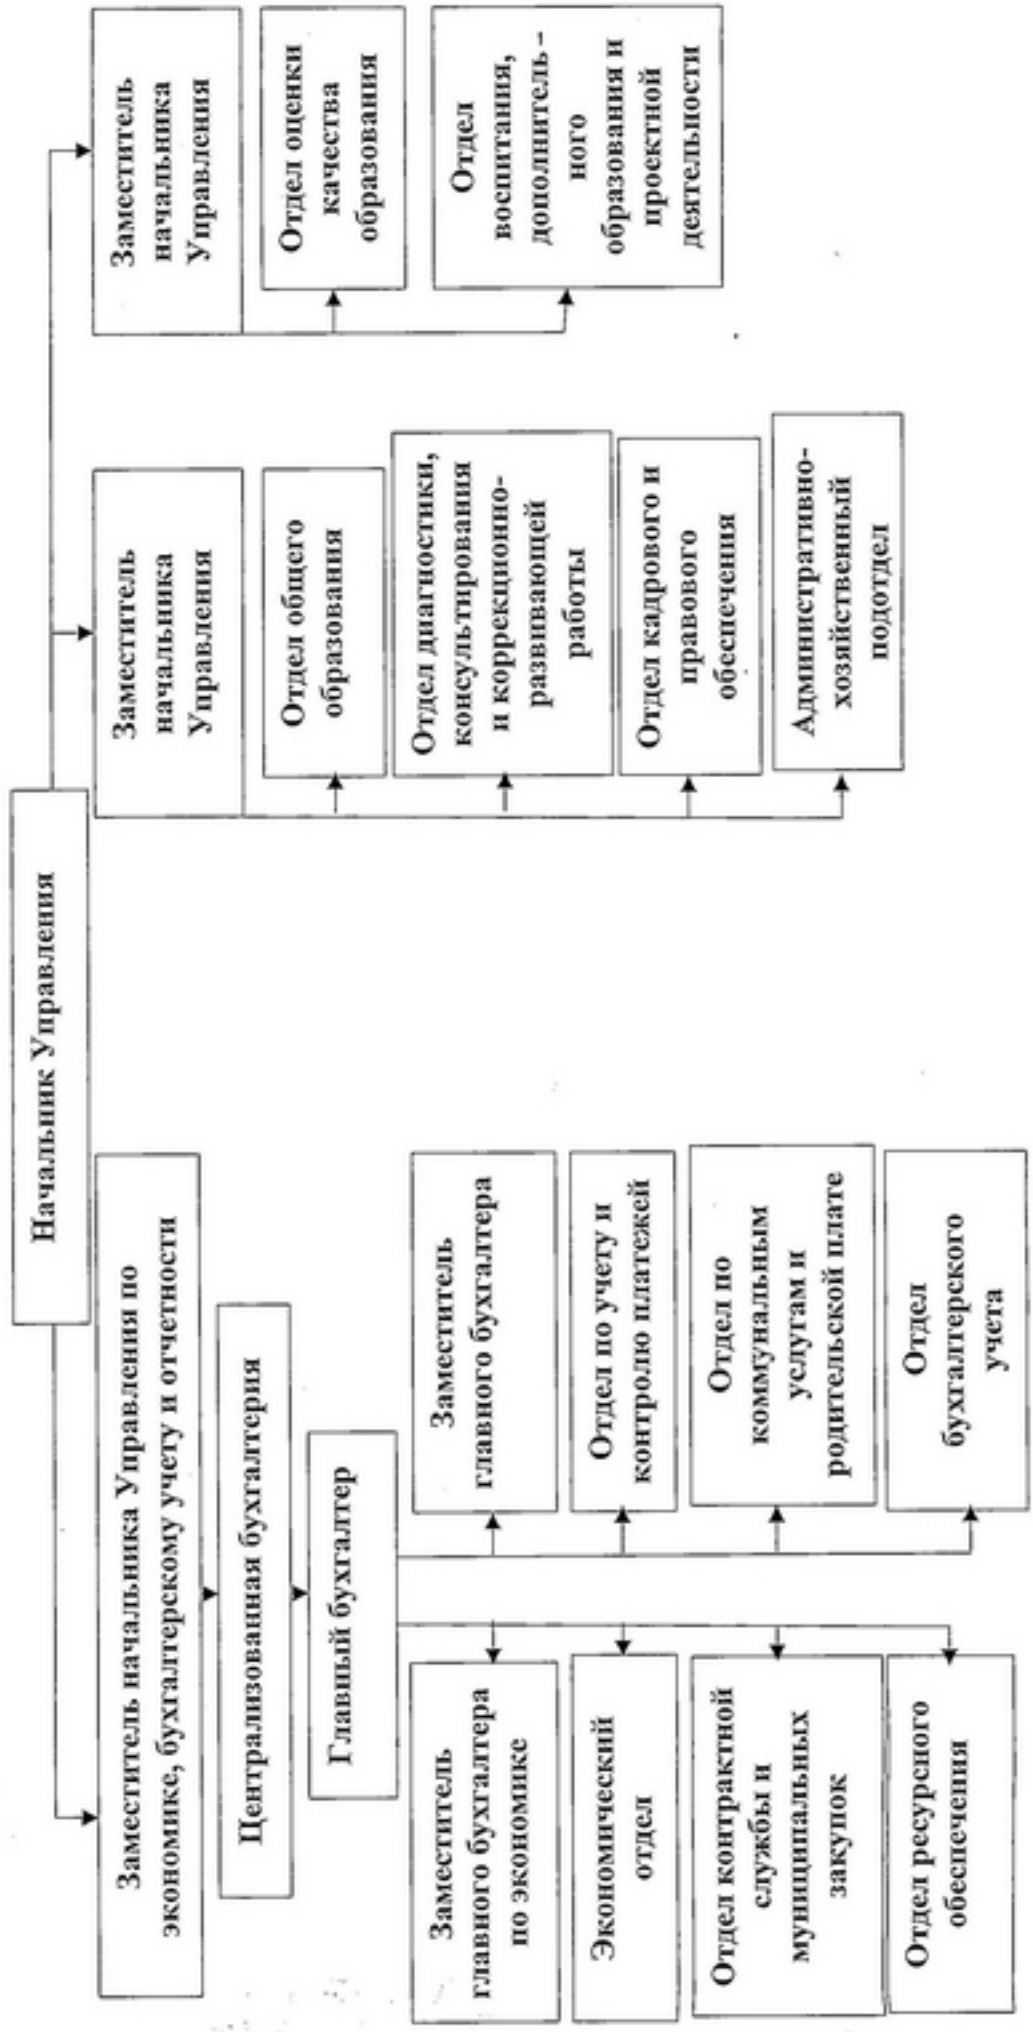 Начальник Управления
Заместитель начальника Управления по
экономике, бухгалтерскому учету и отчетности
Централизованная бухгалтерия
Главный бухгалтер
Заместитель
главного бухгалтера
по экономике
Экономический
отдел
Отдел контрактной
службы и
муниципальных
закупок
Отдел ресурсного
обеспечения
Заместитель
главного бухгалтера
Отдел по учету и
контролю платежей
Отдел по
коммунальным
услугам и
родительской плате
Отдел
бухгалтерского
учета
Заместитель
начальника
Управления
Отдел общего
образования
Отдел диагностики,
консультирования
и коррекционно-
развивающей
работы
Отдел кадрового и
правового
обеспечения
Административно-
хозяйственный
подотдел
Заместитель
начальника
Управления
Отдел оценки
качества
образования
Отдел
воспитания,
дополнитель –
ного
образования и
проектной
деятельности